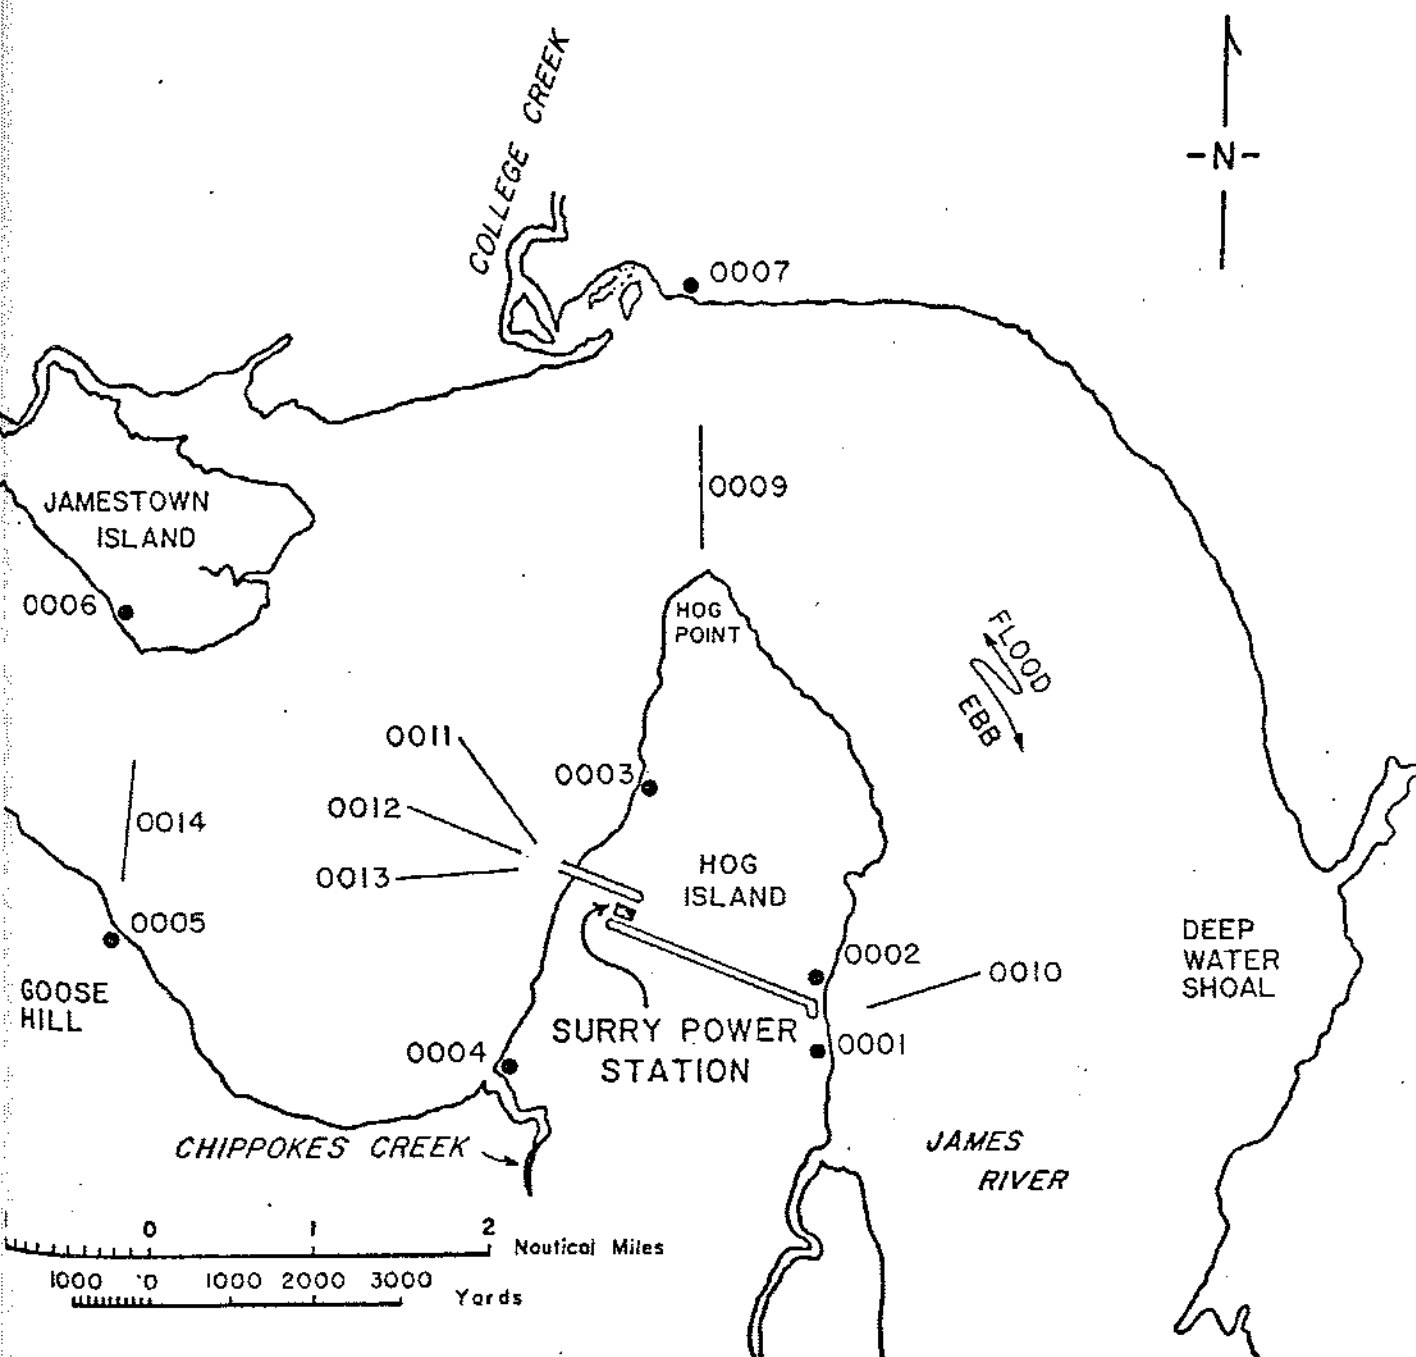 COLLEGE CREEK
-N-
0007
0009
JAMESTOWN
ISLAND
0006
HOG
POINT
FLOOD
EBB
0011
0003
0012
0014
0013
HOG
ISLAND
0005
0002
DEEP
WATER
SHOAL
0010
GOOSE
HILL
SURRY POWER
STATION
0004
0001
CHIPPOKES CREEK
JAMES
RIVER
1 0 1 2 Nautical Miles
1000 0 1000 2000 3000
Yards